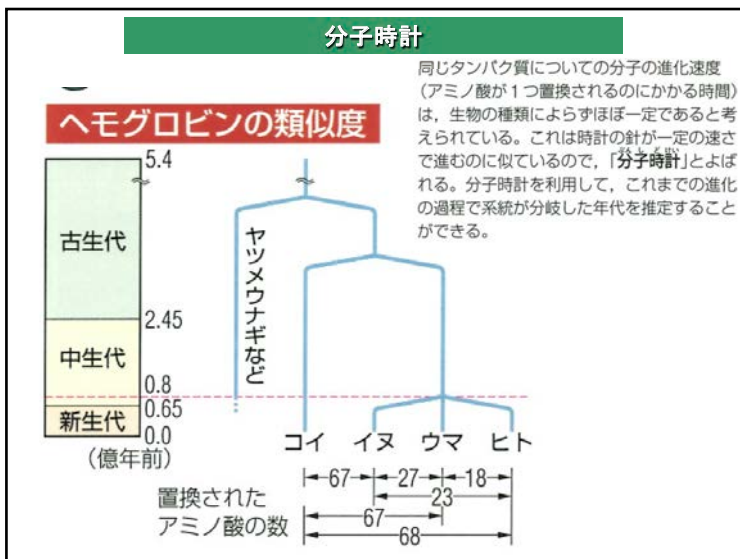 分子時計
同じタンパク質についての分子の進化速度
（アミノ酸が１つ置換されるのにかかる時間）
は，生物の種類によらずほぼ一定であると考
えられている。これは時計の針が一定の速さ
で進むのに似ているので，「分子時計」とよば
れる。分子時計を利用して，これまでの進化
の過程で系統が分岐した年代を推定すること
ができる。
ヘモグロビンの類似度
5.4
古生代
2.45
中生代
0.8
0.65
新生代
0.0
（億年前）
ヤツメウナギなど
コイ イヌ ウマ ヒト
67 27 18
23
67
68
置換された
アミノ酸の数